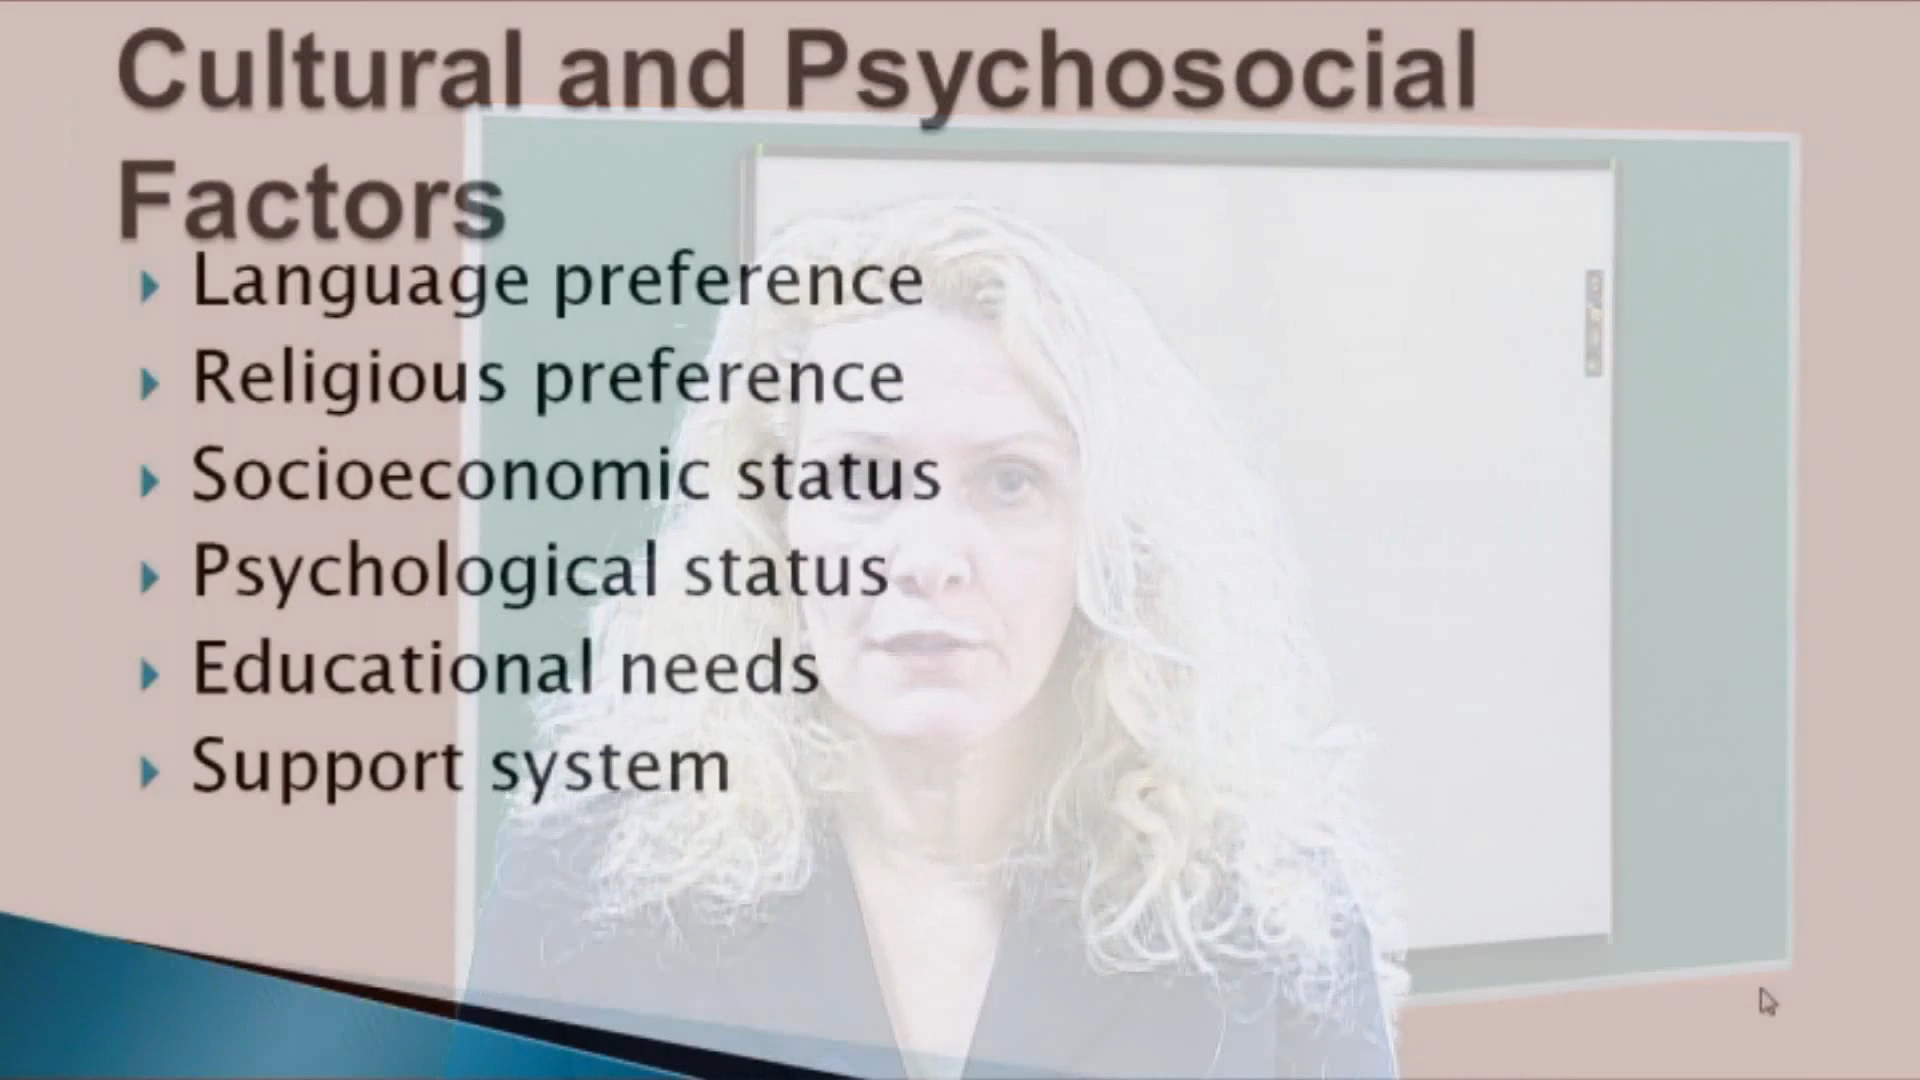 Cultural and Psychosocial
Factors
Language preference
Religious preference
Socioeconomic status
Psychological status
Educational needs
Support system